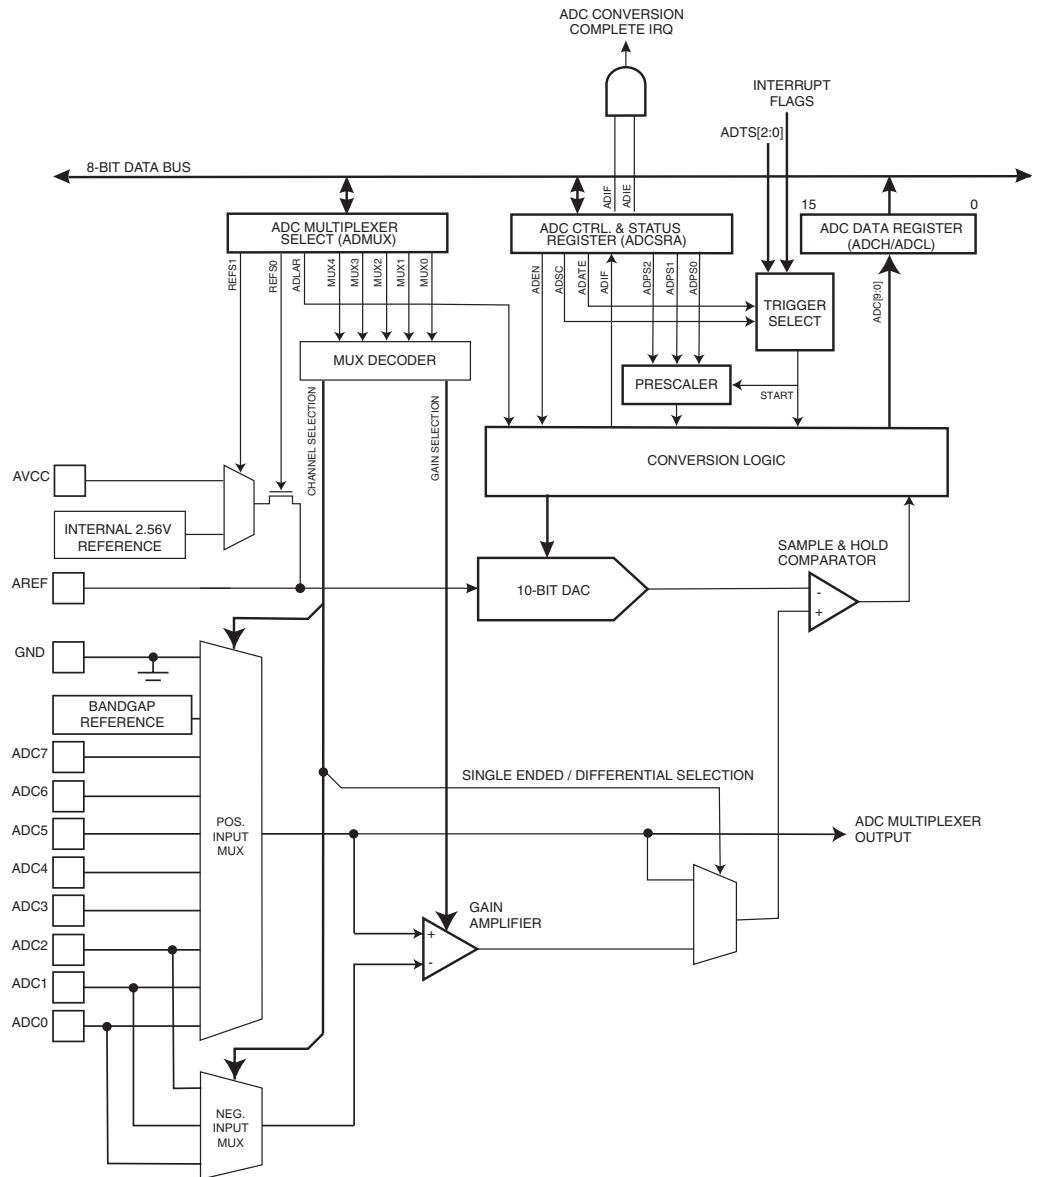 ADC CONVERSION
COMPLETE IRQ
INTERRUPT
FLAGS
ADTS[2:0]
8-BIT DATA BUS
ADIF
ADIE
15
0
ADC MULTIPLEXER
SELECT (ADMUX)
ADC CTRL. & STATUS
REGISTER (ADCSRA)
ADC DATA REGISTER
(ADCH/ADCL)
REFS1
REFS0
ADLAR
MUX4
MUX3
MUX2
MUX1
MUX0
ADEN
ADSC
ADATE
ADIF
ADPS2
ADPS1
ADPS0
ADC[9:0]
TRIGGER
SELECT
MUX DECODER
PRESCALER
START
CHANNEL SELECTION
GAIN SELECTION
CONVERSION LOGIC
AVCC
INTERNAL 2.56V
REFERENCE
SAMPLE & HOLD
COMPARATOR
AREF
10-BIT DAC
-
+
GND
BANDGAP
REFERENCE
ADC7
SINGLE ENDED / DIFFERENTIAL SELECTION
ADC6
ADC5
POS.
INPUT
MUX
ADC MULTIPLEXER
OUTPUT
ADC4
ADC3
GAIN
AMPLIFIER
+
-
ADC2
ADC1
ADC0
NEG.
INPUT
MUX